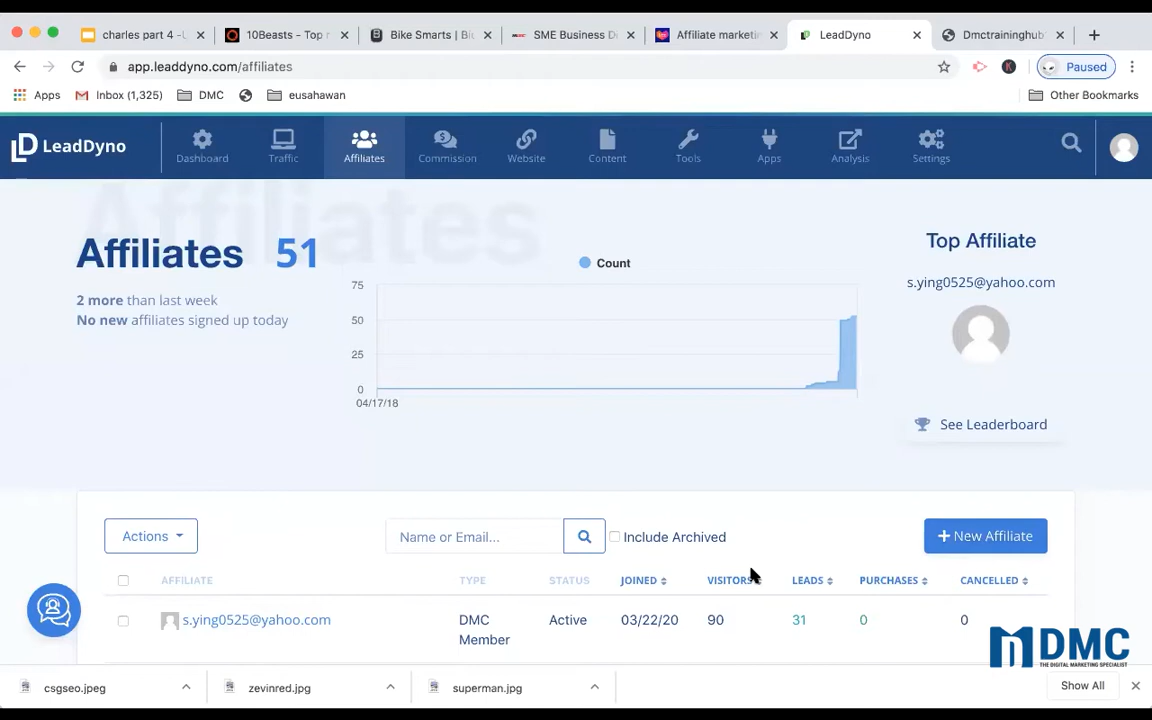 charles part 4 -
10Beasts - Top r
Bike Smarts | Bi
SME Business Di
Affiliate marketi
LeadDyno
Dmctraininghub
app.leaddyno.com/affiliates
Paused
Apps
Inbox (1,325)
DMC
eusahawan
Other Bookmarks
LeadDyno
Dashboard
Traffic
Affiliates
Commission
Website
Content
Tools
Apps
Analysis
Settings
Affiliates
Affiliates 51
2 more than last week
No new affiliates signed up today
Count
75
50
25
0
04/17/18
Top Affiliate
s.ying0525@yahoo.com
See Leaderboard
Actions
Name or Email...
Include Archived
+ New Affiliate
AFFILIATE TYPE STATUS JOINED VISITORS LEADS PURCHASES CANCELLED
s.ying0525@yahoo.com DMC Active 03/22/20 90 31 0 0
Member
DMC
THE DIGITAL MARKETING SPECIALIST
csgseo.jpeg
zevinred.jpg
superman.jpg
Show All